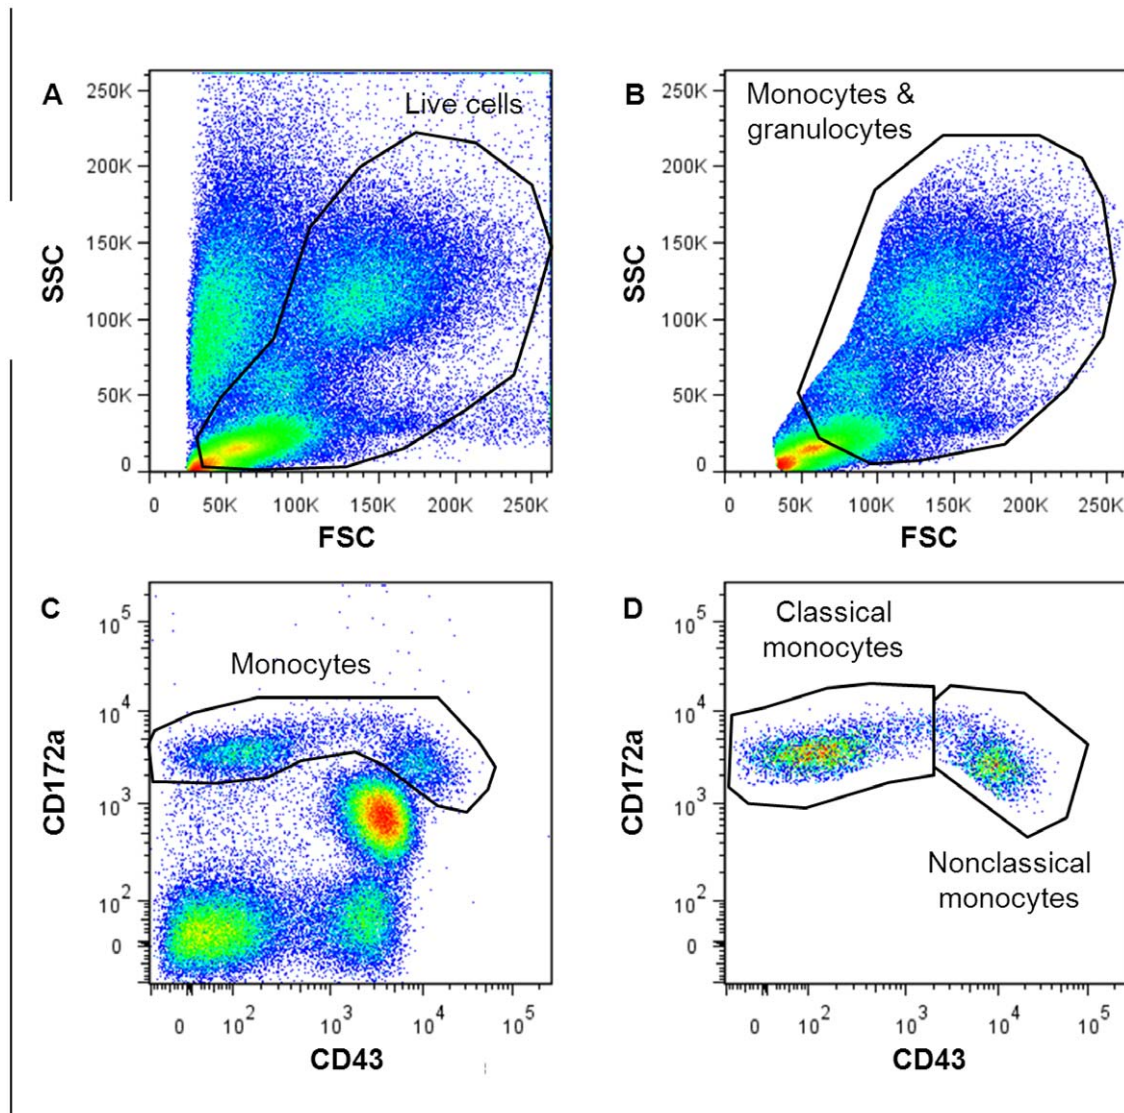 A
Live cells
250K
200K
150K
100K
50K
0
SSC
0 50K 100K 150K 200K 250K
FSC
B
Monocytes &
granulocytes
250K
200K
150K
100K
50K
0
SSC
0 50K 100K 150K 200K 250K
FSC
C
Monocytes
10^5
10^4
10^3
10^2
0
CD172a
0 10^2 10^3 10^4 10^5
CD43
D
Classical
monocytes
Nonclassical
monocytes
10^5
10^4
10^3
10^2
0
CD172a
0 10^2 10^3 10^4 10^5
CD43